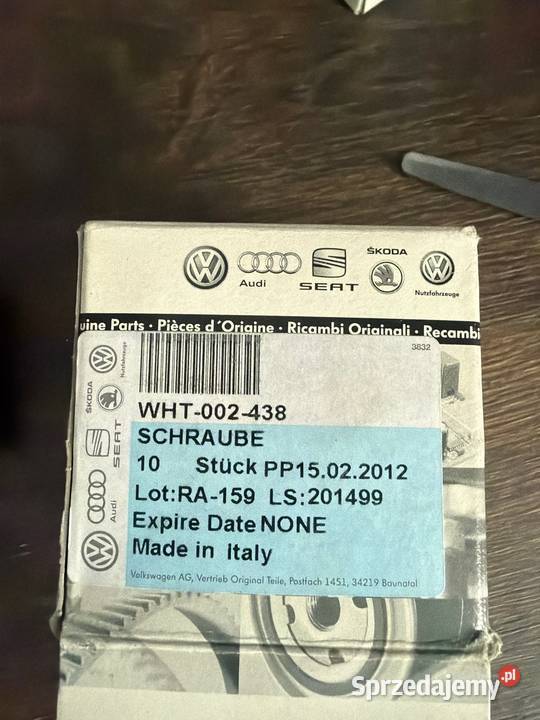 ŠKODA
Audi
SEAT
Nutzfahrzeuge
uine Parts · Pièces d'Origine · Ricambi Originali · Recambi
3832
WHT-002-438
SCHRAUBE
10 Stück PP15.02.2012
Lot:RA-159 LS:201499
Expire Date NONE
Made in Italy
Volkswagen AG, Vertrieb Original Teile, Postfach 1451, 34219 Baunatal
Nutzfahrzeuge
ŠKODA
SEAT
Audi
Sprzedajemy.pl